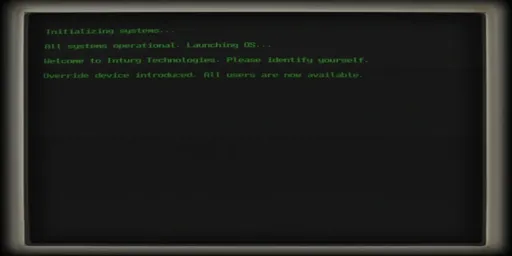 Initializing systems...
All systems operational. Launching OS...
Welcome to Inturg Technologies. Please identify yourself.
Override device introduced. All users are now available.